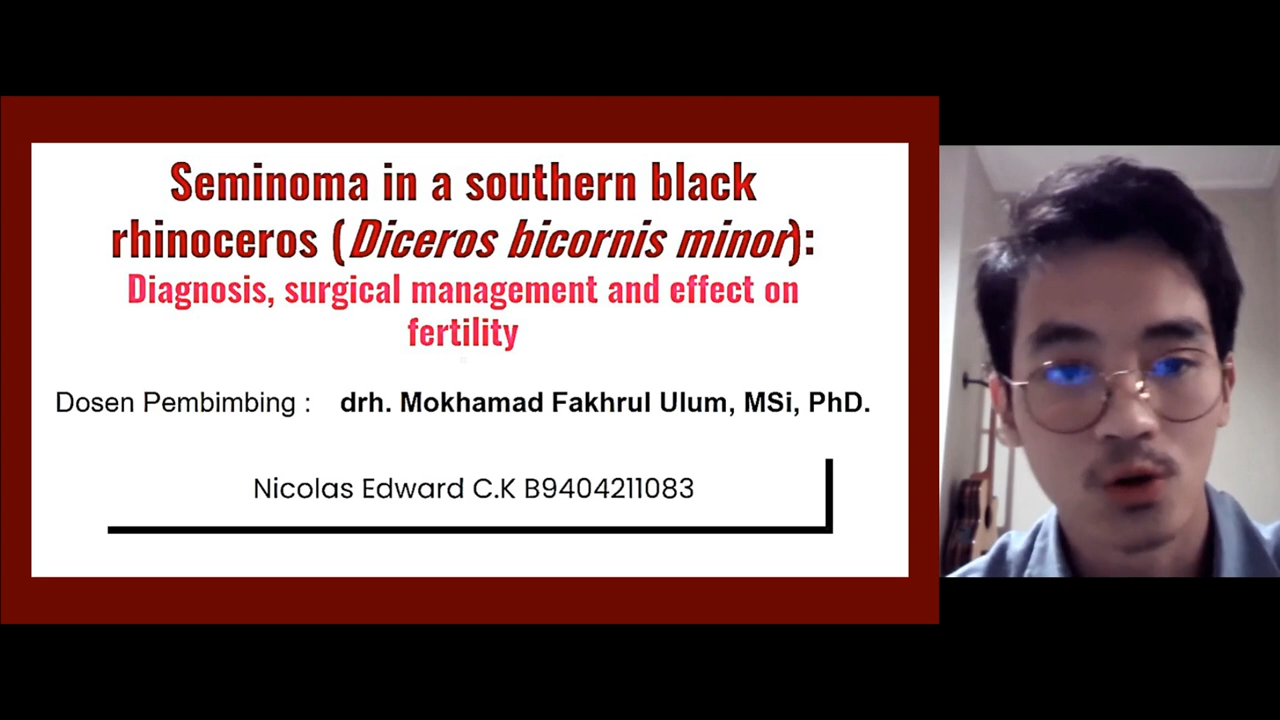 Seminoma in a southern black
rhinoceros (Diceros bicornis minor):
Diagnosis, surgical management and effect on
fertility
Dosen Pembimbing : drh. Mokhamad Fakhrul Ulum, MSi, PhD.
Nicolas Edward C.K B9404211083